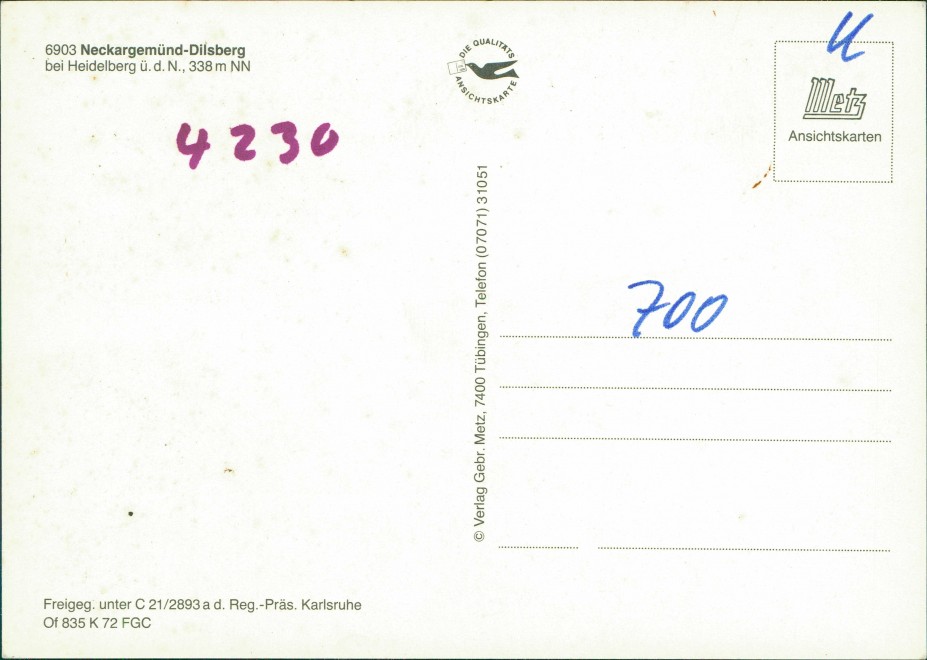 6903 Neckargemünd-Dilsberg
bei Heidelberg ü. d. N., 338 m NN
DIE QUALITÄTS
ANSICHTSKARTE
Metz
Ansichtskarten
4230
© Verlag Gebr. Metz, 7400 Tübingen, Telefon (07071) 31051
700
Freigeg. unter C 21/2893 a d. Reg.-Präs. Karlsruhe
Of 835 K 72 FGC